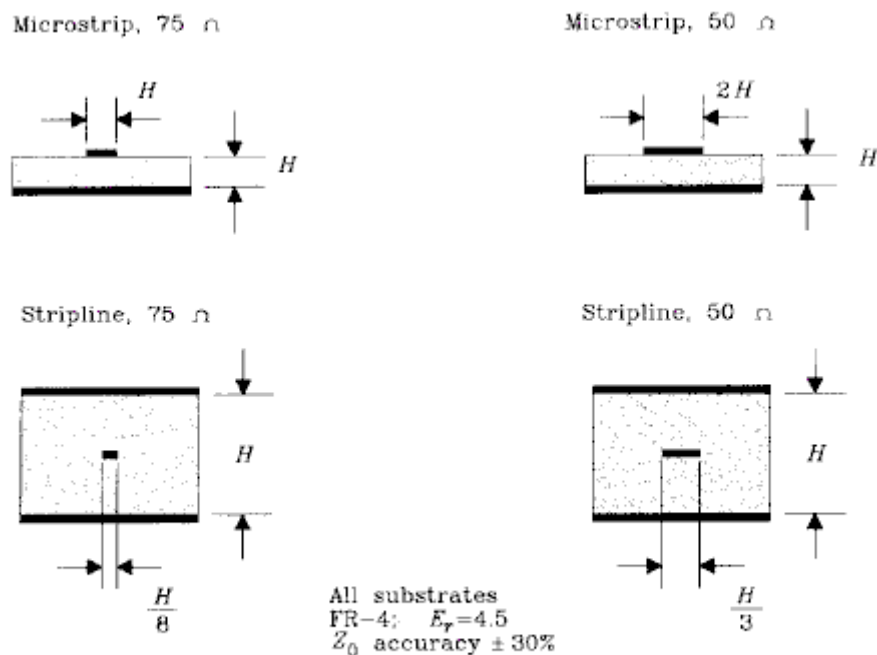 Microstrip, 75 Ω
Microstrip, 50 Ω
H
2H
H
H
Stripline, 75 Ω
Stripline, 50 Ω
H
H
H
8
H
3
All substrates
FR-4; Er=4.5
Z0 accuracy ± 30%